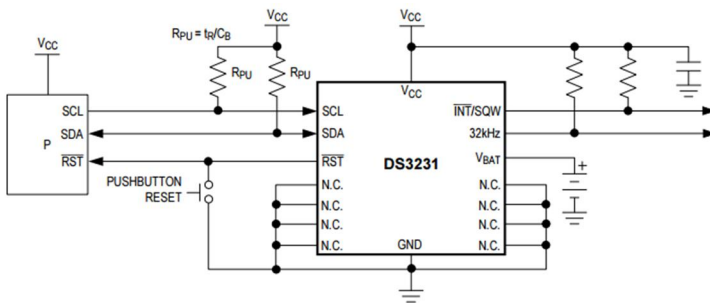 VCC
RPU = tR/CB
VCC
VCC
RPU
RPU
VCC
SCL
SCL
INT/SQW
P
SDA
SDA
32kHz
RST
RST
DS3231
VBAT
+
PUSHBUTTON
RESET
N.C.
N.C.
N.C.
N.C.
N.C.
N.C.
N.C.
N.C.
GND